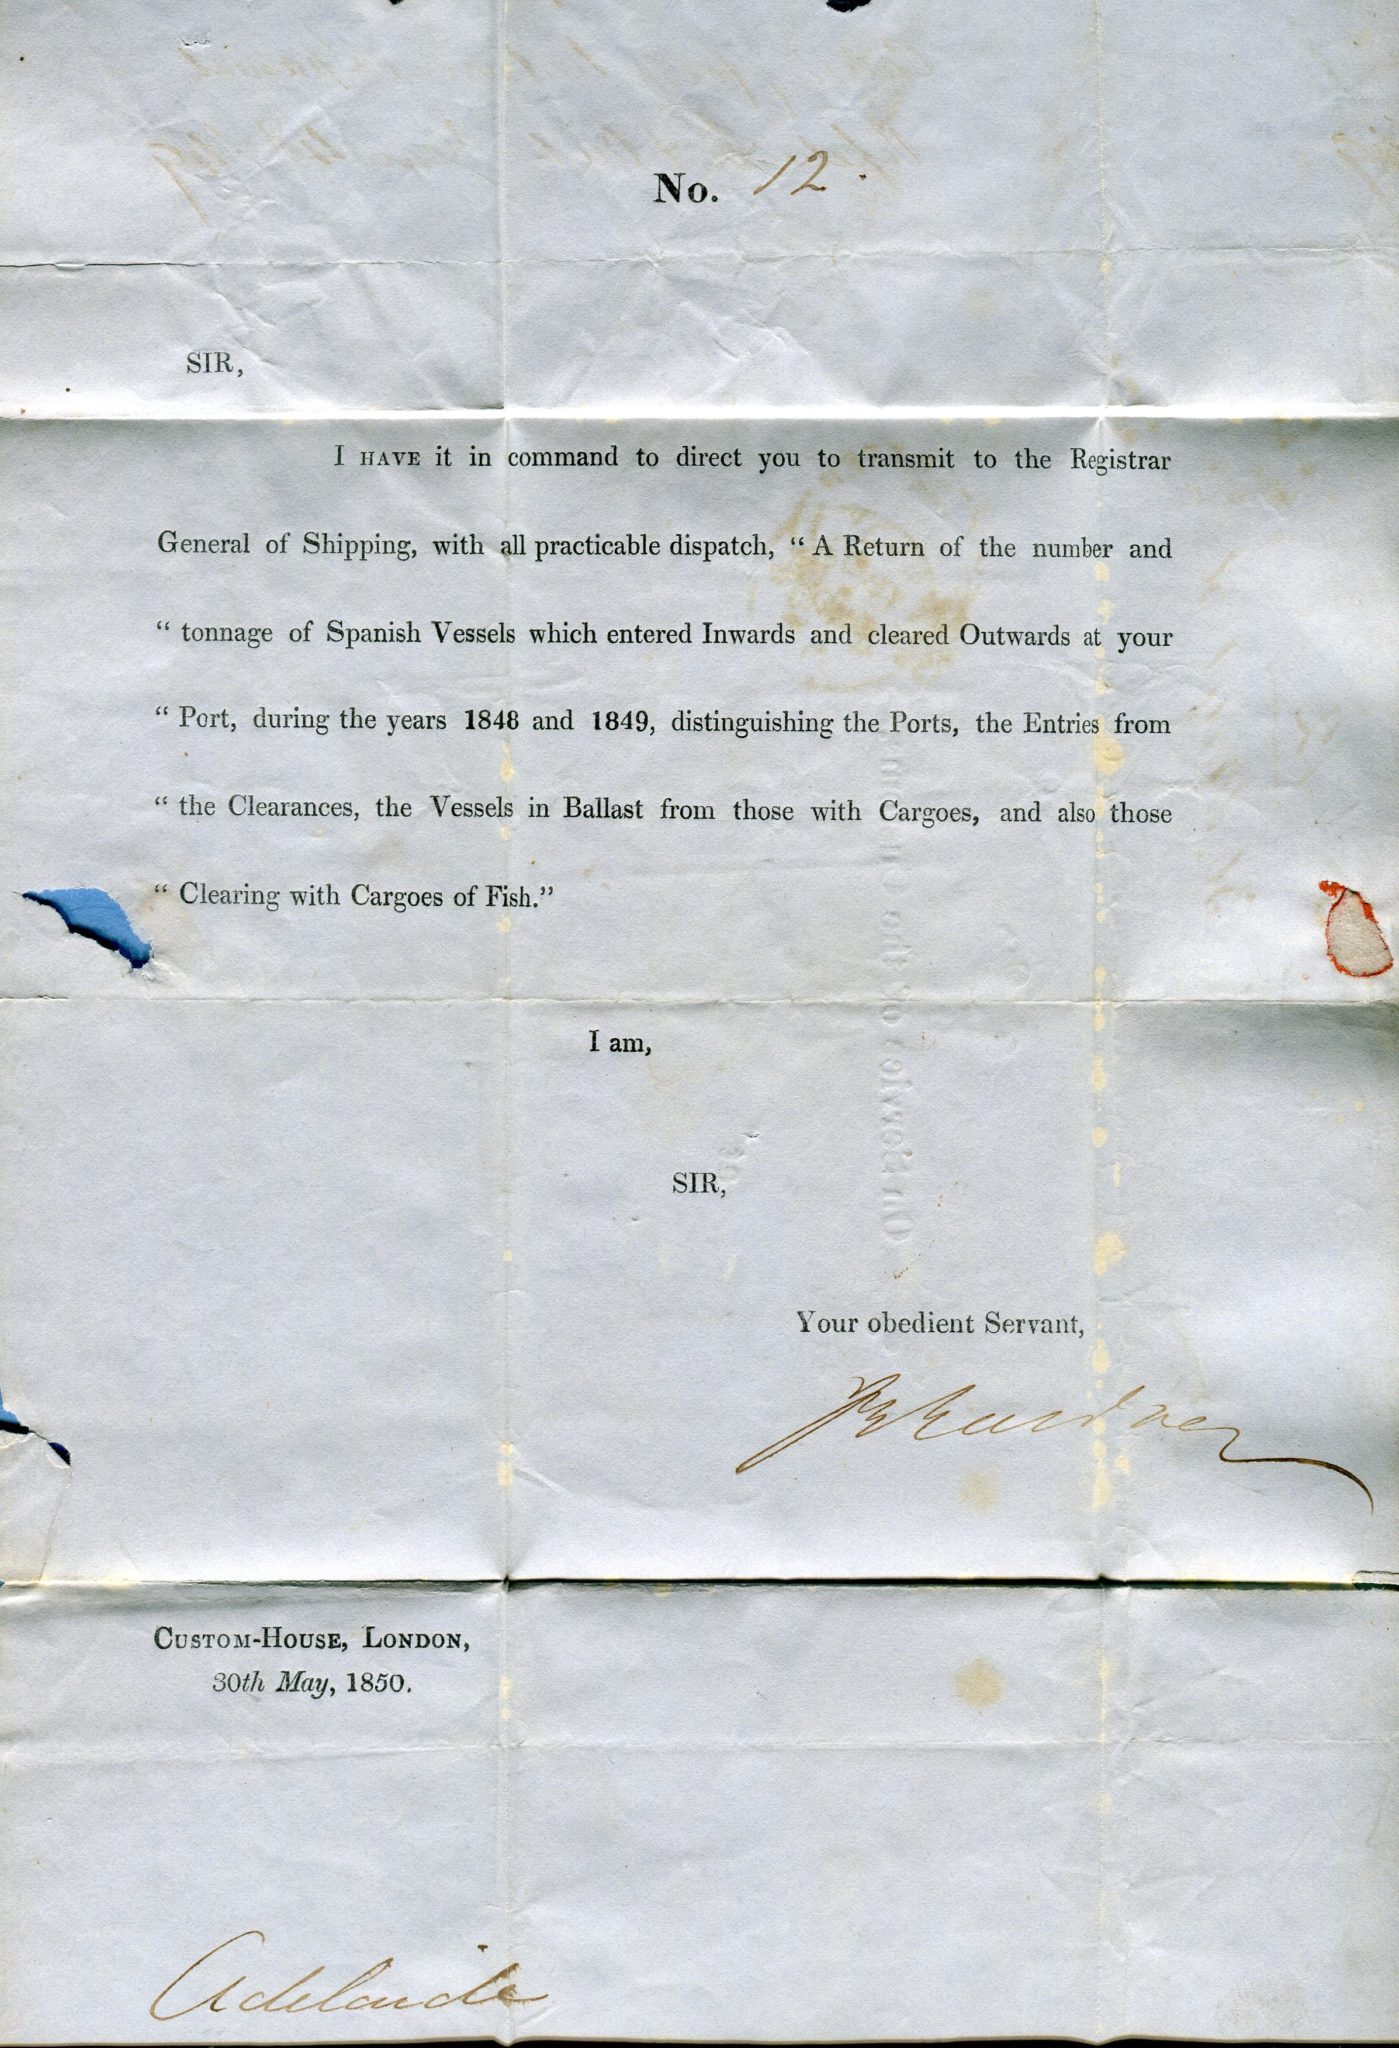 No. 12.
SIR,
I HAVE it in command to direct you to transmit to the Registrar
General of Shipping, with all practicable dispatch, “ A Return of the number and
“ tonnage of Spanish Vessels which entered Inwards and cleared Outwards at your
“ Port, during the years 1848 and 1849, distinguishing the Ports, the Entries from
“ the Clearances, the Vessels in Ballast from those with Cargoes, and also those
“ Clearing with Cargoes of Fish.”
I am,
SIR,
Your obedient Servant,
Gardner
CUSTOM-HOUSE, LONDON,
30th May, 1850.
Adelaide